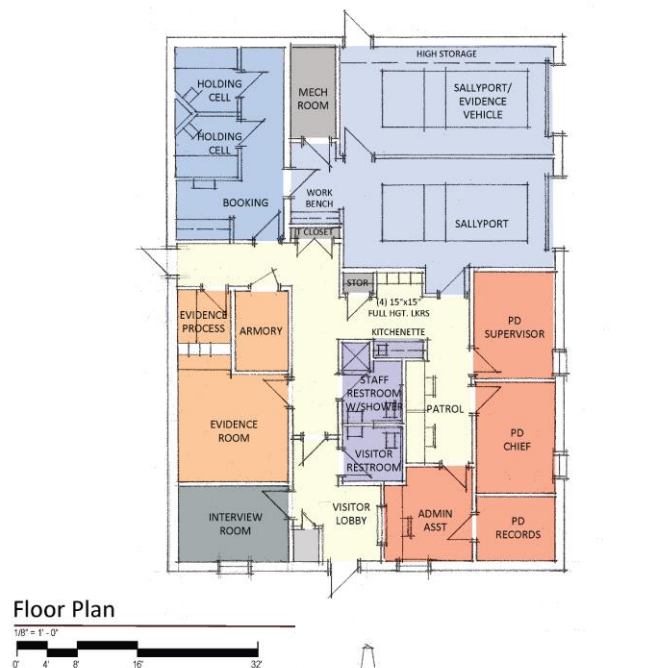 HIGH STORAGE
HOLDING
CELL
MECH
ROOM
SALLYPORT/
EVIDENCE
VEHICLE
HOLDING
CELL
WORK
BENCH
BOOKING
SALLYPORT
IT CLOSET
STOR
(4) 15"x15"
FULL HGT. LKRS
EVIDENCE
PROCESS
ARMORY
KITCHENETTE
PD
SUPERVISOR
STAFF
RESTROOM
W/SHOWER
PATROL
EVIDENCE
ROOM
PD
CHIEF
VISITOR
RESTROOM
INTERVIEW
ROOM
VISITOR
LOBBY
ADMIN
ASST
PD
RECORDS
Floor Plan
1/8" = 1' - 0"
0' 4' 8' 16' 32'